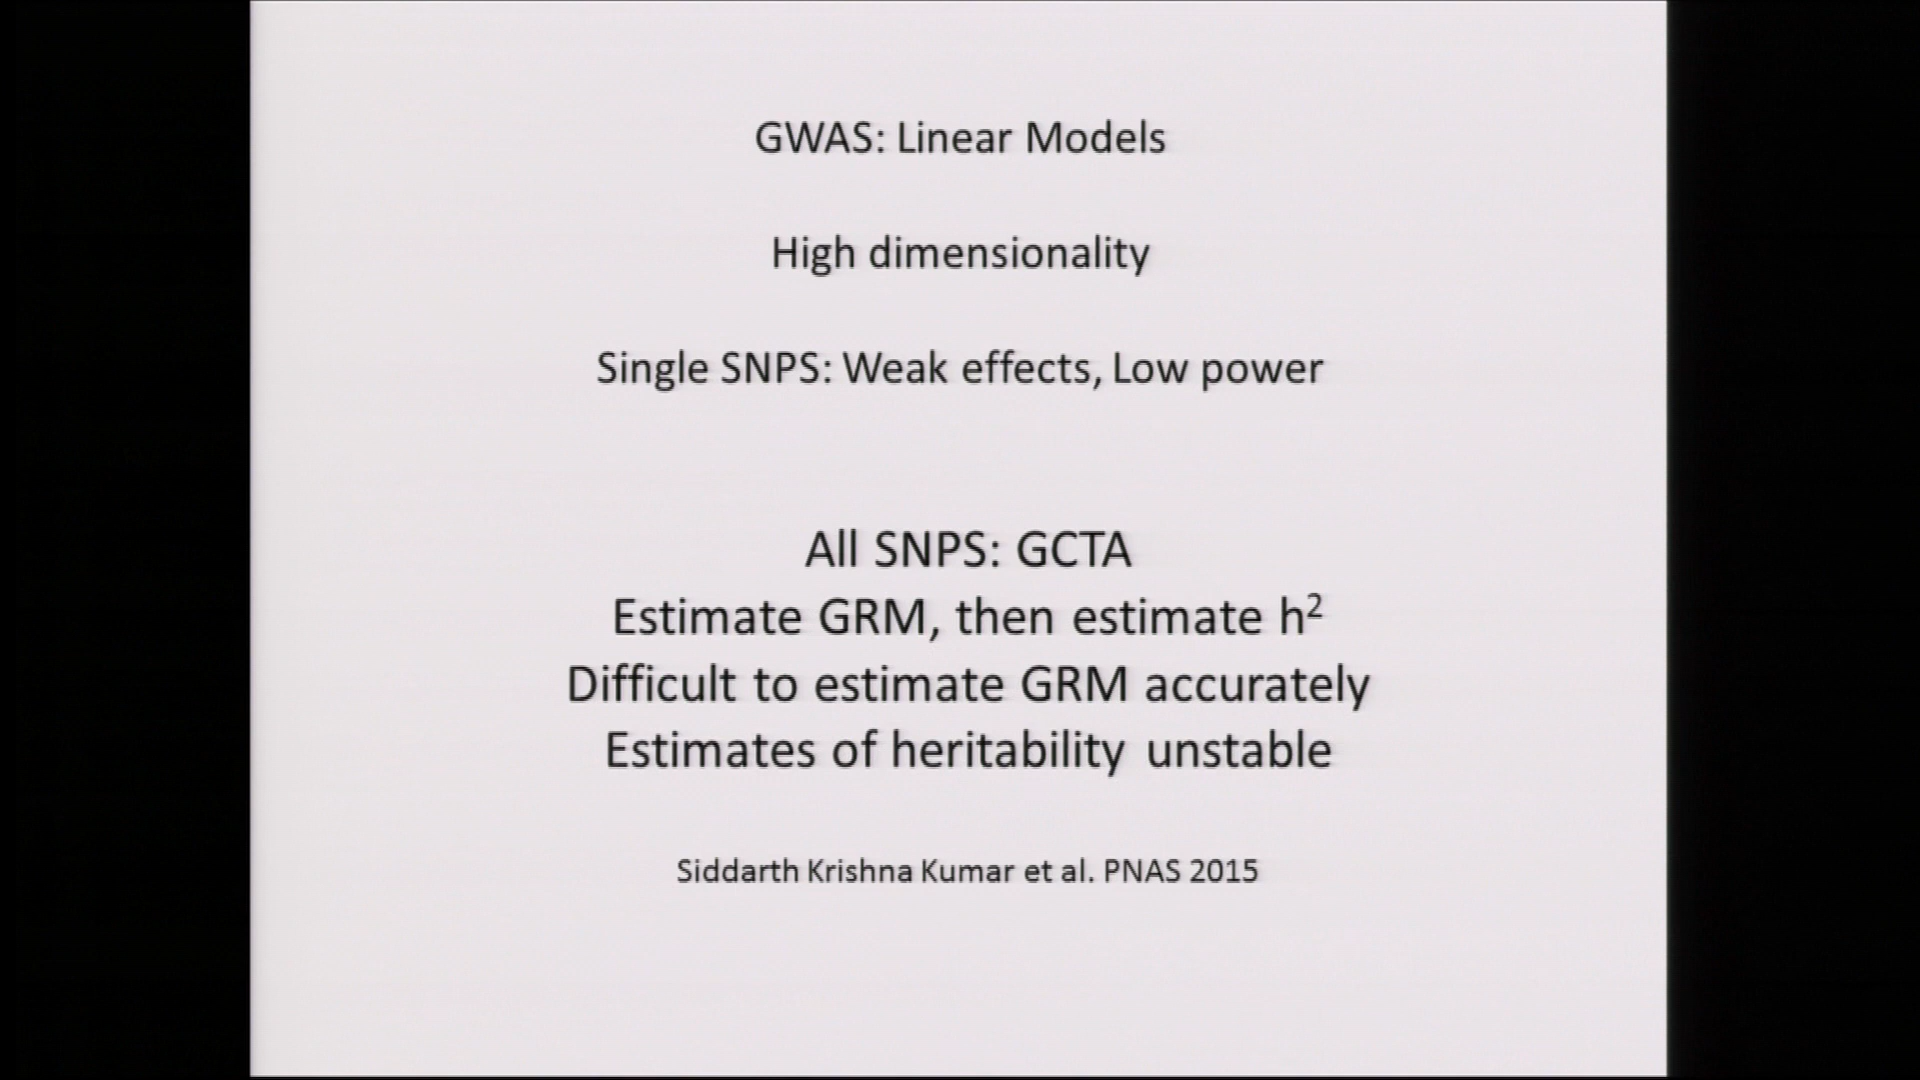 GWAS: Linear Models
High dimensionality
Single SNPS: Weak effects, Low power
All SNPS: GCTA
Estimate GRM, then estimate h²
Difficult to estimate GRM accurately
Estimates of heritability unstable
Siddarth Krishna Kumar et al. PNAS 2015